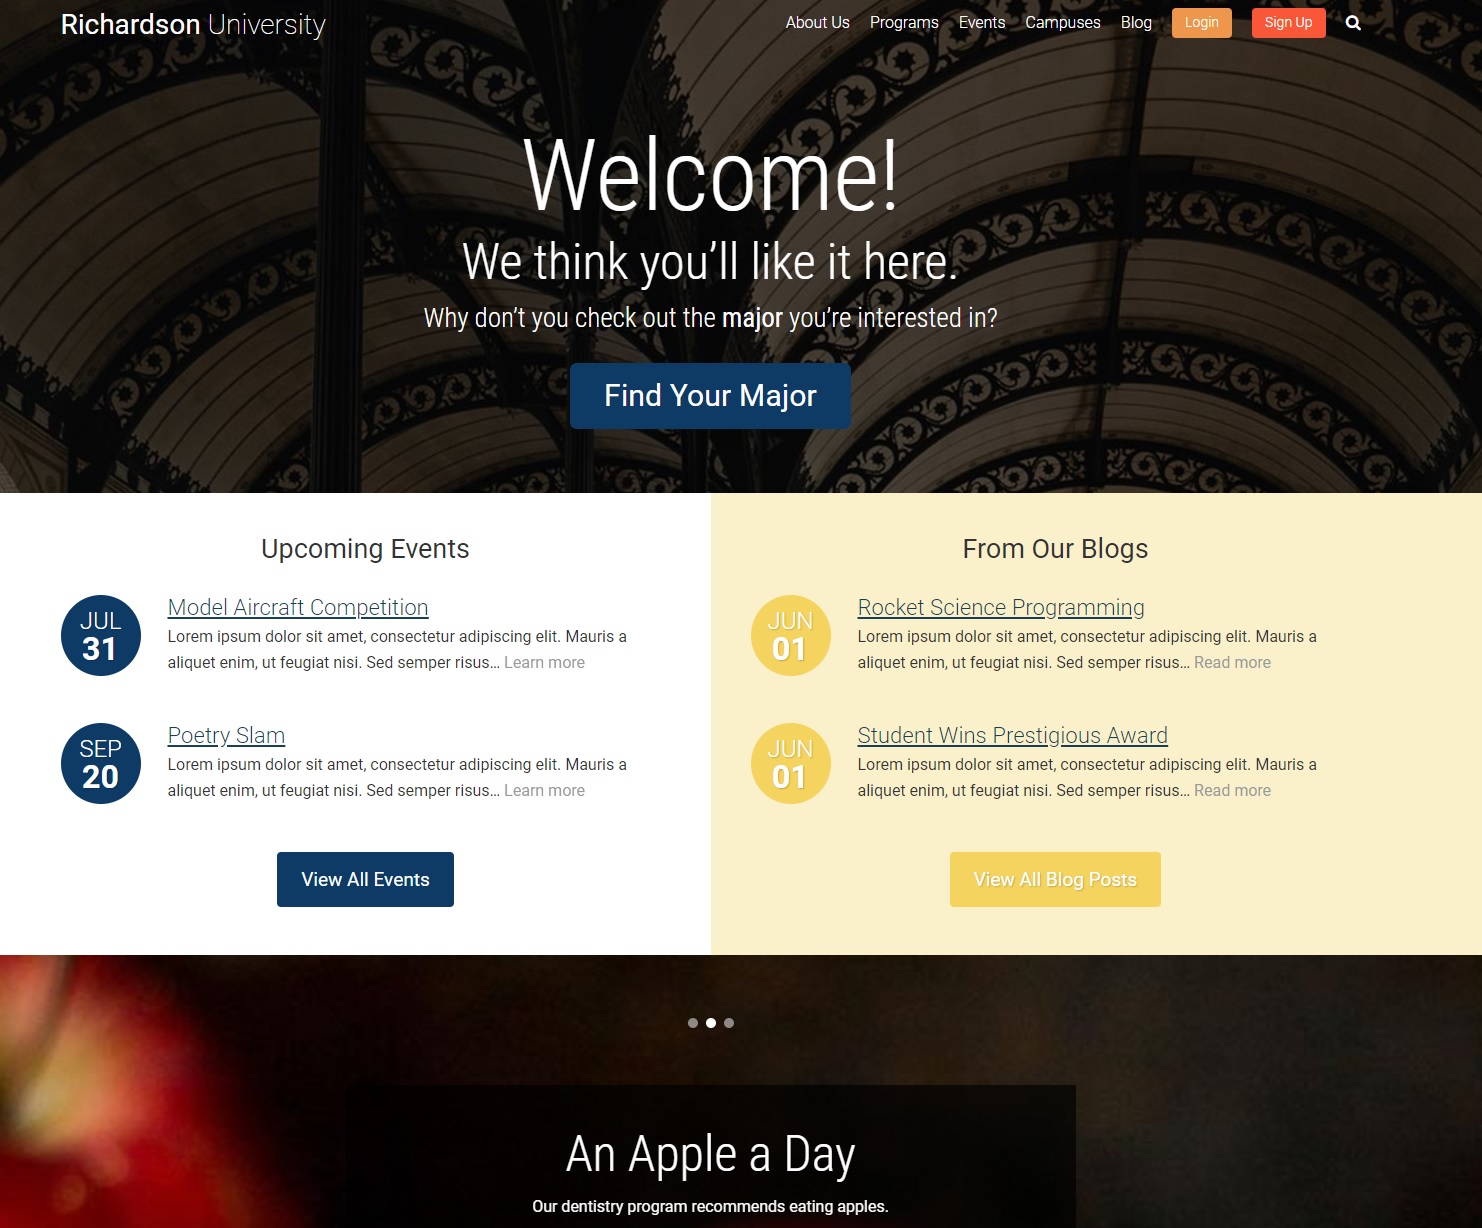 Richardson University
About Us Programs Events Campuses Blog Login Sign Up
Welcome!
We think you’ll like it here.
Why don’t you check out the major you’re interested in?
Find Your Major
Upcoming Events
JUL
31
Model Aircraft Competition
Lorem ipsum dolor sit amet, consectetur adipiscing elit. Mauris a
aliquet enim, ut feugiat nisi. Sed semper risus... Learn more
SEP
20
Poetry Slam
Lorem ipsum dolor sit amet, consectetur adipiscing elit. Mauris a
aliquet enim, ut feugiat nisi. Sed semper risus... Learn more
View All Events
From Our Blogs
JUN
01
Rocket Science Programming
Lorem ipsum dolor sit amet, consectetur adipiscing elit. Mauris a
aliquet enim, ut feugiat nisi. Sed semper risus... Read more
JUN
01
Student Wins Prestigious Award
Lorem ipsum dolor sit amet, consectetur adipiscing elit. Mauris a
aliquet enim, ut feugiat nisi. Sed semper risus... Read more
View All Blog Posts
An Apple a Day
Our dentistry program recommends eating apples.